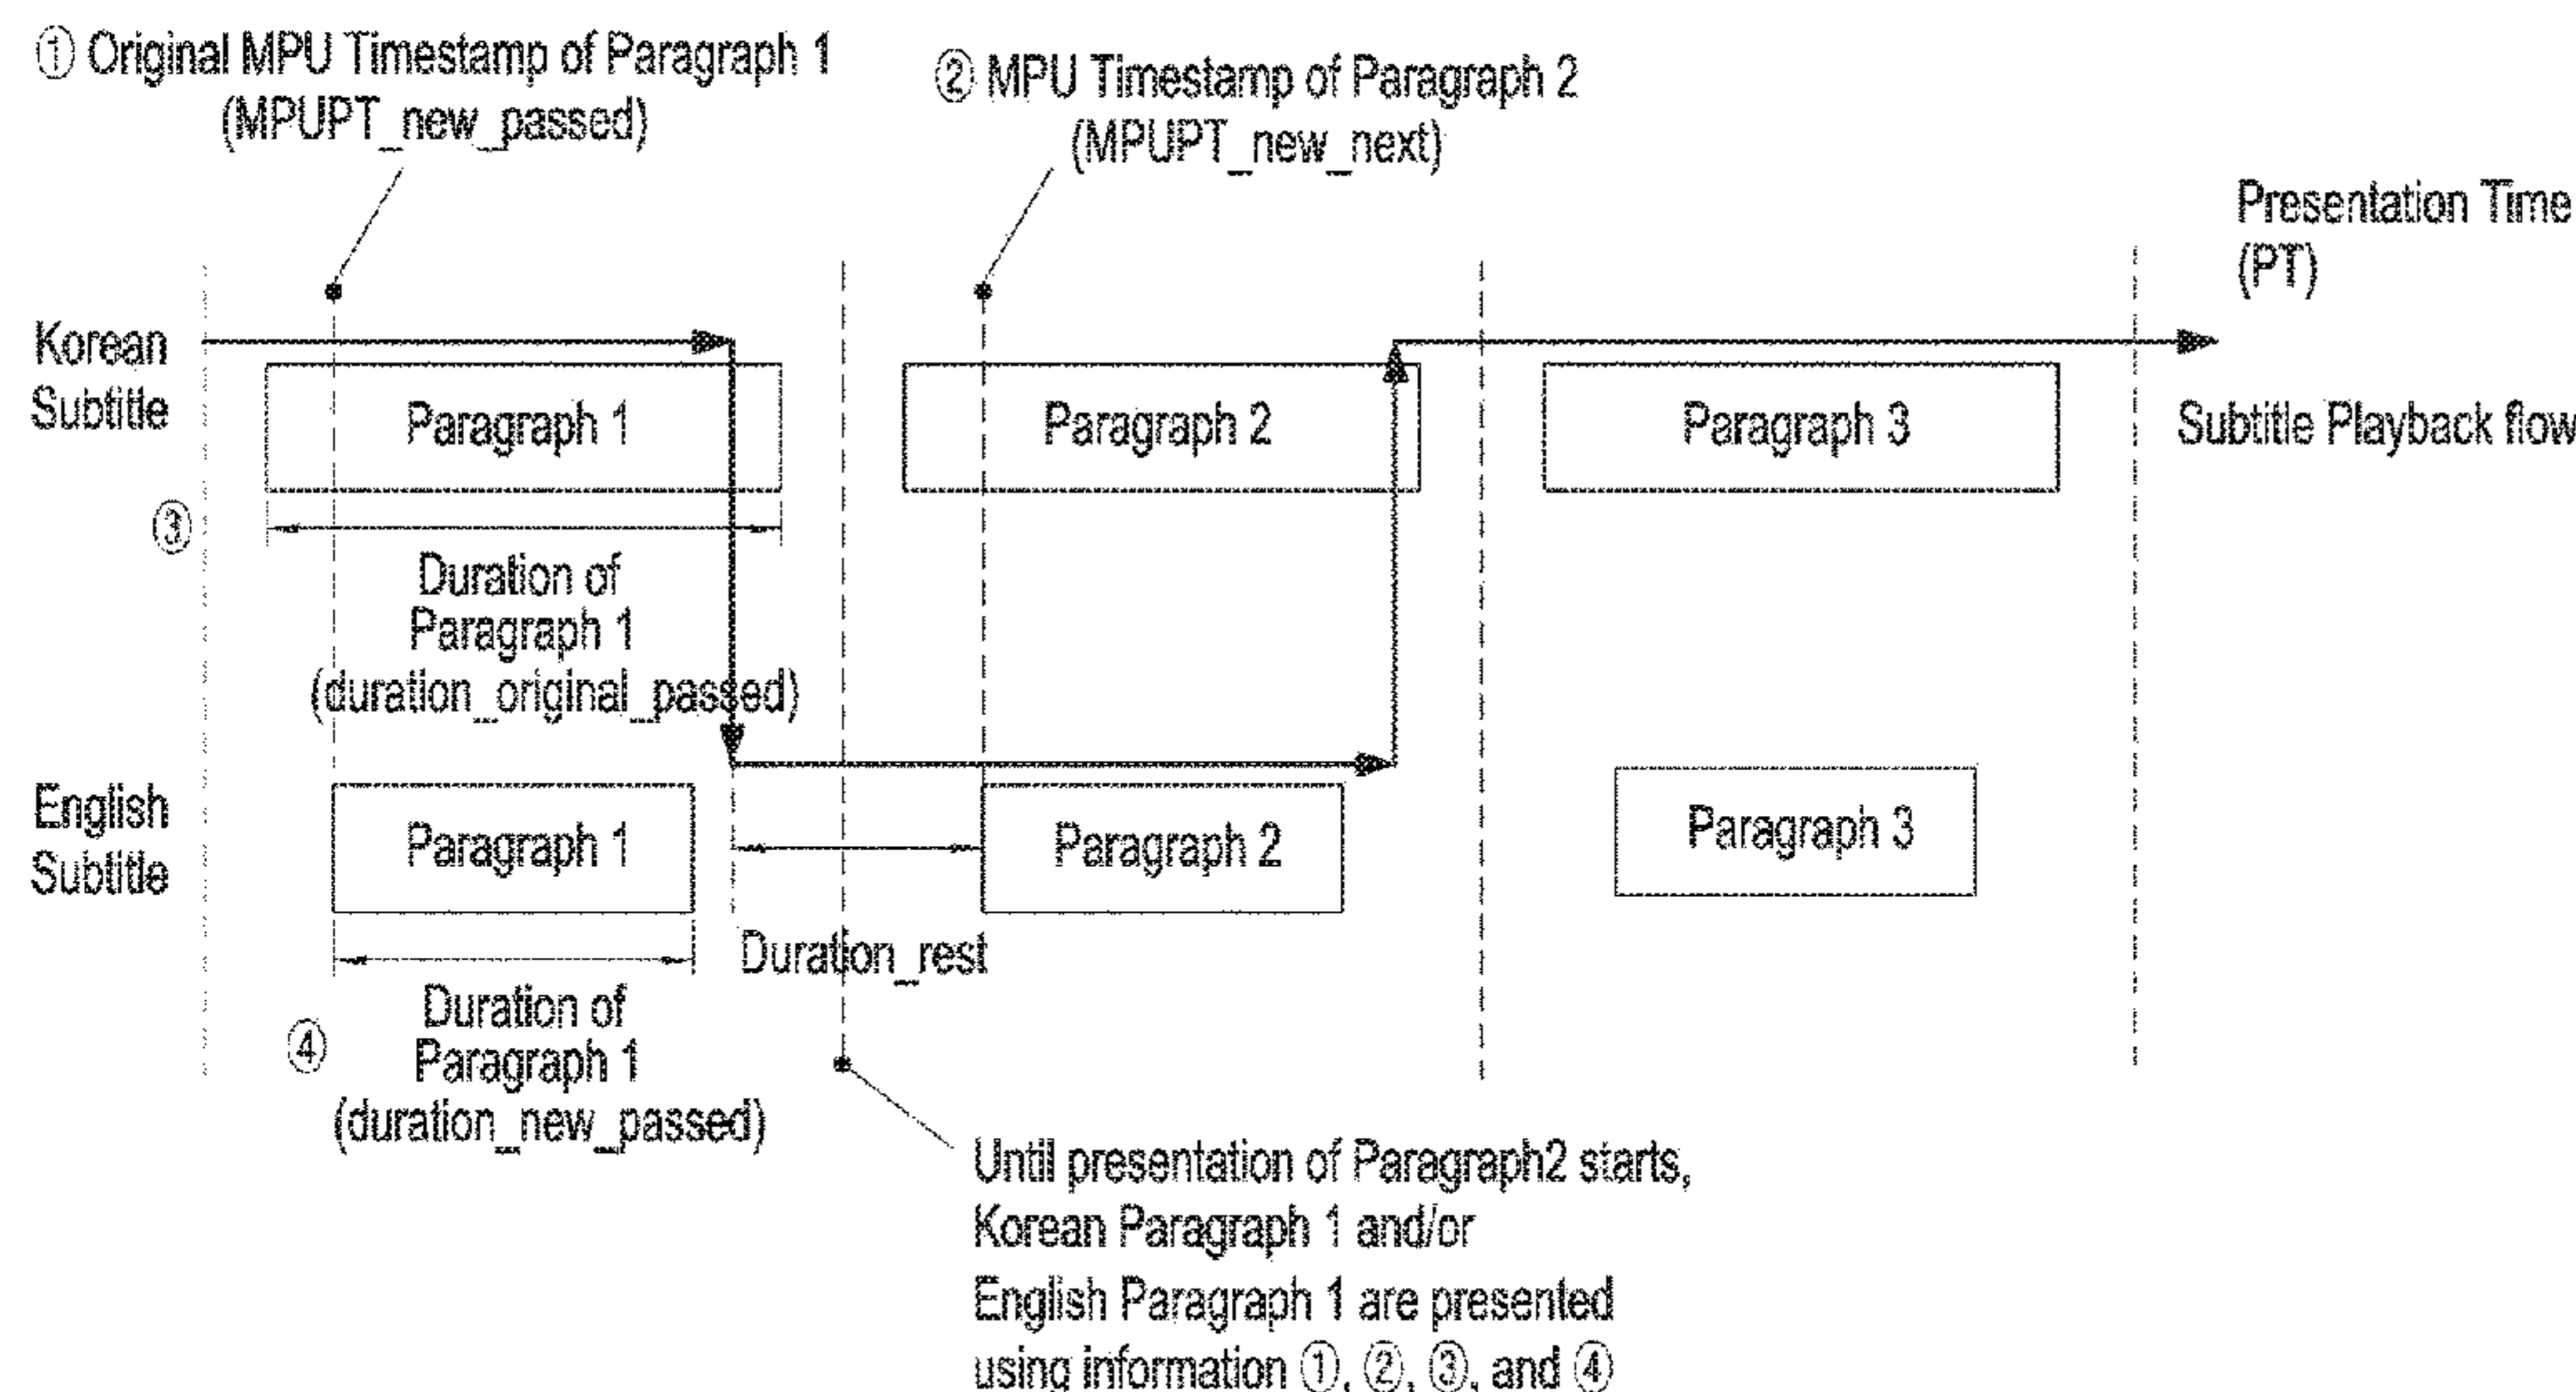 ① Original MPU Timestamp of Paragraph 1
(MPUPT_new_passed)
② MPU Timestamp of Paragraph 2
(MPUPT_new_next)
Presentation Time
(PT)
Korean
Subtitle
Paragraph 1
Paragraph 2
Paragraph 3
Subtitle Playback flow
③
Duration of
Paragraph 1
(duration_original_passed)
English
Subtitle
Paragraph 1
Paragraph 2
Paragraph 3
Duration_rest
④
Duration of
Paragraph 1
(duration_new_passed)
Until presentation of Paragraph2 starts,
Korean Paragraph 1 and/or
English Paragraph 1 are presented
using information ①, ②, ③, and ④